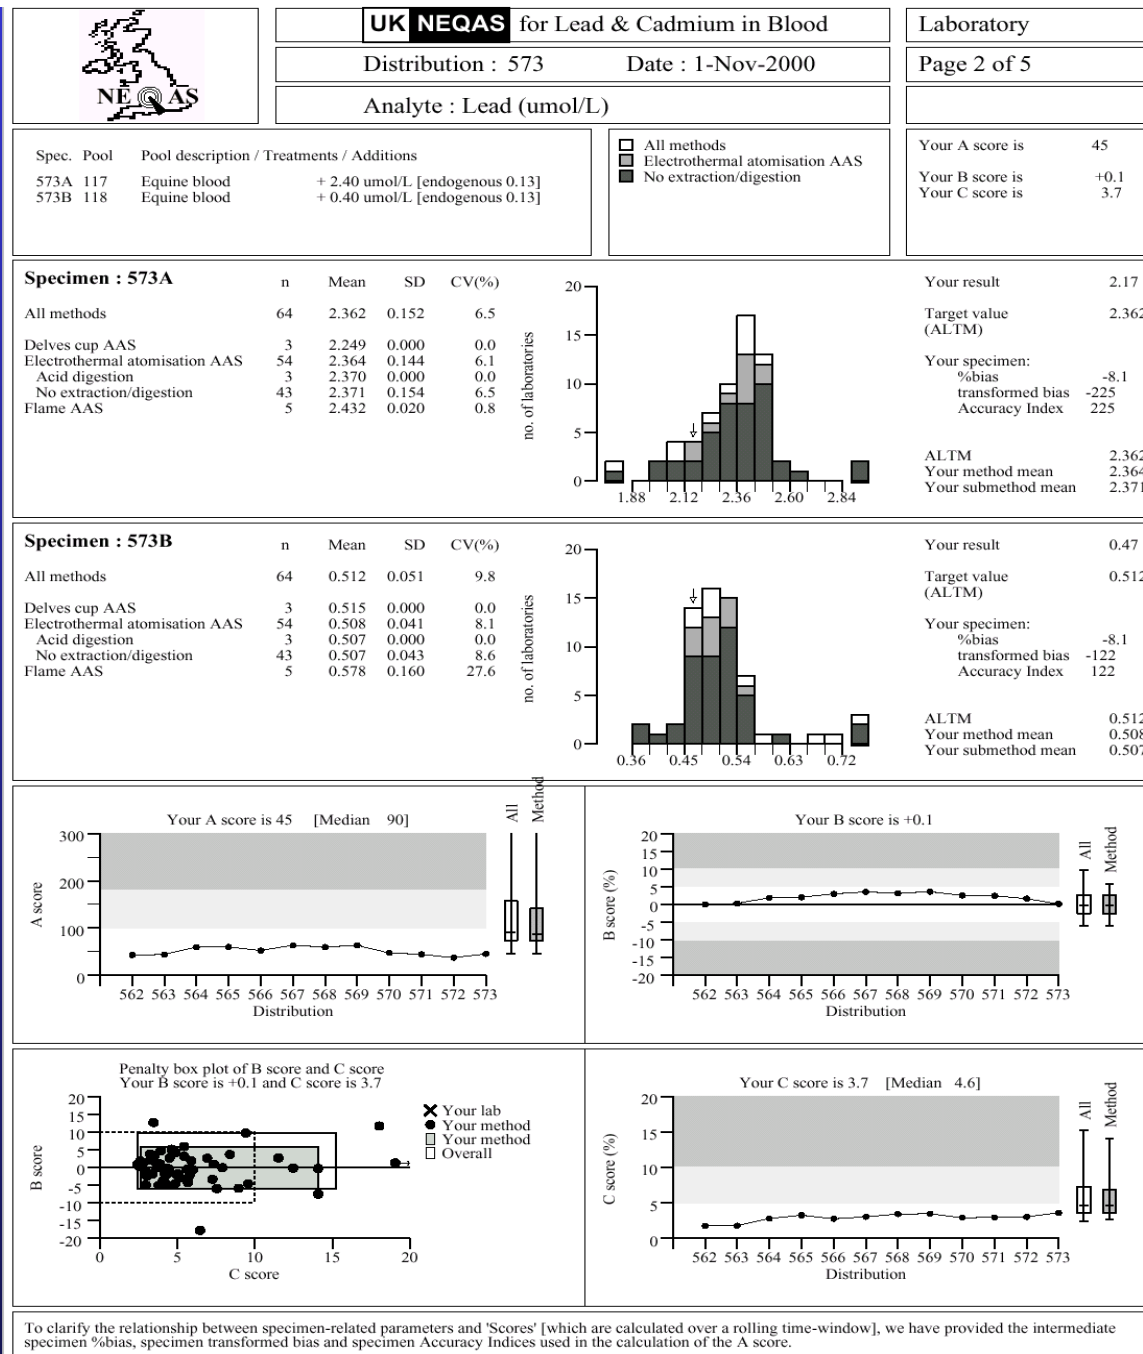 NEQAS
UK NEQAS for Lead & Cadmium in Blood
Laboratory
Distribution : 573 Date : 1-Nov-2000
Page 2 of 5
Analyte : Lead (umol/L)
Spec. Pool Pool description / Treatments / Additions
573A 117 Equine blood + 2.40 umol/L [endogenous 0.13]
573B 118 Equine blood + 0.40 umol/L [endogenous 0.13]
All methods
Electrothermal atomisation AAS
No extraction/digestion
Your A score is 45
Your B score is +0.1
Your C score is 3.7
Specimen : 573A n Mean SD CV(%)
All methods 64 2.362 0.152 6.5
Delves cup AAS 3 2.249 0.000 0.0
Electrothermal atomisation AAS 54 2.364 0.144 6.1
Acid digestion 3 2.370 0.000 0.0
No extraction/digestion 43 2.371 0.154 6.5
Flame AAS 5 2.432 0.020 0.8
no. of laboratories
20
15
10
5
0
1.88 2.12 2.36 2.60 2.84
Your result 2.17
Target value 2.362
(ALTM)
Your specimen:
%bias -8.1
transformed bias -225
Accuracy Index 225
ALTM 2.362
Your method mean 2.364
Your submethod mean 2.371
Specimen : 573B n Mean SD CV(%)
All methods 64 0.512 0.051 9.8
Delves cup AAS 3 0.515 0.000 0.0
Electrothermal atomisation AAS 54 0.508 0.041 8.1
Acid digestion 3 0.507 0.000 0.0
No extraction/digestion 43 0.507 0.043 8.6
Flame AAS 5 0.578 0.160 27.6
no. of laboratories
20
15
10
5
0
0.36 0.45 0.54 0.63 0.72
Your result 0.47
Target value 0.512
(ALTM)
Your specimen:
%bias -8.1
transformed bias -122
Accuracy Index 122
ALTM 0.512
Your method mean 0.508
Your submethod mean 0.507
Your A score is 45 [Median 90]
All
Method
A score
300
200
100
0
562 563 564 565 566 567 568 569 570 571 572 573
Distribution
Your B score is +0.1
All
Method
B score (%)
20
15
10
5
0
-5
-10
-15
-20
562 563 564 565 566 567 568 569 570 571 572 573
Distribution
Penalty box plot of B score and C score
Your B score is +0.1 and C score is 3.7
B score
20
15
10
5
0
-5
-10
-15
-20
0 5 10 15 20
C score
Your lab
Your method
Your method
Overall
Your C score is 3.7 [Median 4.6]
All
Method
C score (%)
20
15
10
5
0
562 563 564 565 566 567 568 569 570 571 572 573
Distribution
To clarify the relationship between specimen-related parameters and 'Scores' [which are calculated over a rolling time-window], we have provided the intermediate
specimen %bias, specimen transformed bias and specimen Accuracy Indices used in the calculation of the A score.